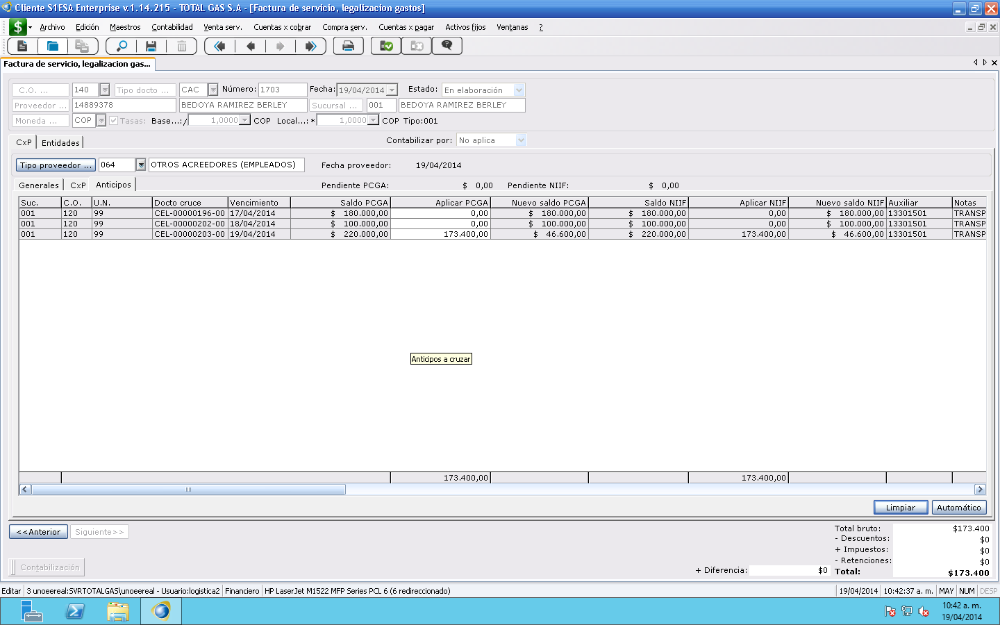 Cliente S1ESA Enterprise v.1.14.215 - TOTAL GAS S.A - [Factura de servicio, legalizacion gastos]
Archivo Edición Maestros Contabilidad Venta serv. Cuentas x cobrar Compra serv. Cuentas x pagar Activos fijos Ventanas ?
Factura de servicio, legalizacion gas...
C.O. ... 140 Tipo docto ... CAC Número: 1703 Fecha: 19/04/2014 Estado: En elaboración
Proveedor ... 14889378 BEDOYA RAMIREZ BERLEY Sucursal ... 001 BEDOYA RAMIREZ BERLEY
Moneda ... COP Tasas: Base...:/ 1,0000 COP Local...: * 1,0000 COP Tipo:001
CxP Entidades Contabilizar por: No aplica
Tipo proveedor ... 064 OTROS ACREEDORES (EMPLEADOS) Fecha proveedor: 19/04/2014
Generales CxP Anticipos Pendiente PCGA: $ 0,00 Pendiente NIIF: $ 0,00
Suc. C.O. U.N. Docto cruce Vencimiento Saldo PCGA Aplicar PCGA Nuevo saldo PCGA Saldo NIIF Aplicar NIIF Nuevo saldo NIIF Auxiliar Notas
001 120 99 CEL-00000196-00 17/04/2014 $ 180.000,00 0,00 $ 180.000,00 $ 180.000,00 0,00 $ 180.000,00 13301501 TRANSP
001 120 99 CEL-00000202-00 18/04/2014 $ 100.000,00 0,00 $ 100.000,00 $ 100.000,00 0,00 $ 100.000,00 13301501 TRANSP
001 120 99 CEL-00000203-00 19/04/2014 $ 220.000,00 173.400,00 $ 46.600,00 $ 220.000,00 173.400,00 $ 46.600,00 13301501 TRANSP
Anticipos a cruzar
173.400,00 173.400,00
Limpiar Automático
<<Anterior Siguiente>>
Total bruto: $173.400
- Descuentos: $0
+ Impuestos: $0
- Retenciones: $0
Contabilización + Diferencia: $0 Total: $173.400
Editar 3 unoeereal:SVRTOTALGAS\unoeereal - Usuario:logistica2 Financiero HP LaserJet M1522 MFP Series PCL 6 (6 redireccionado) 19/04/2014 10:42:37 a. m. MAY NUM DESP
10:42 a. m.
19/04/2014